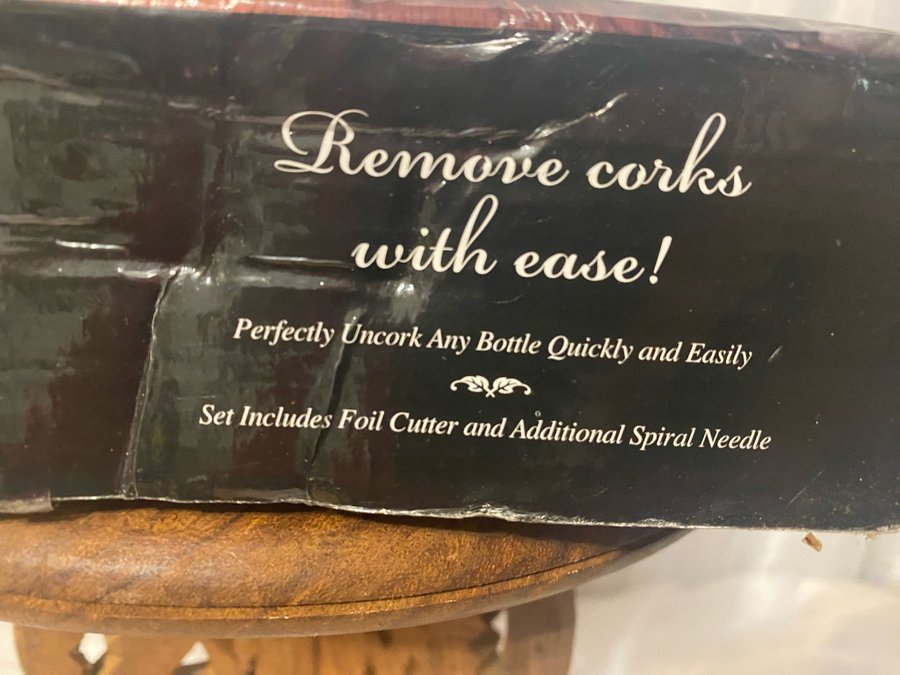 Remove corks
with ease!
Perfectly Uncork Any Bottle Quickly and Easily
Set Includes Foil Cutter and Additional Spiral Needle